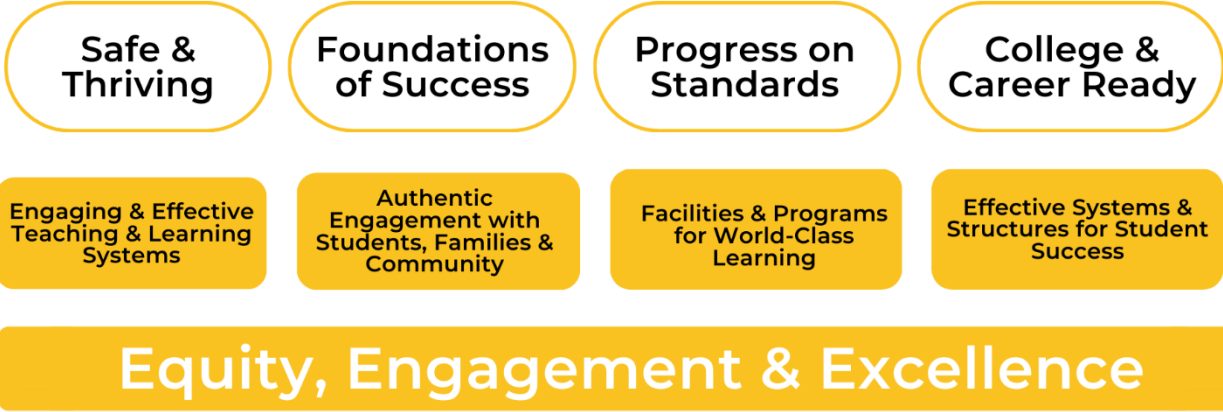 Safe &
Thriving
Foundations
of Success
Progress on
Standards
College &
Career Ready
Engaging & Effective
Teaching & Learning
Systems
Authentic
Engagement with
Students, Families &
Community
Facilities & Programs
for World-Class
Learning
Effective Systems &
Structures for Student
Success
Equity, Engagement & Excellence